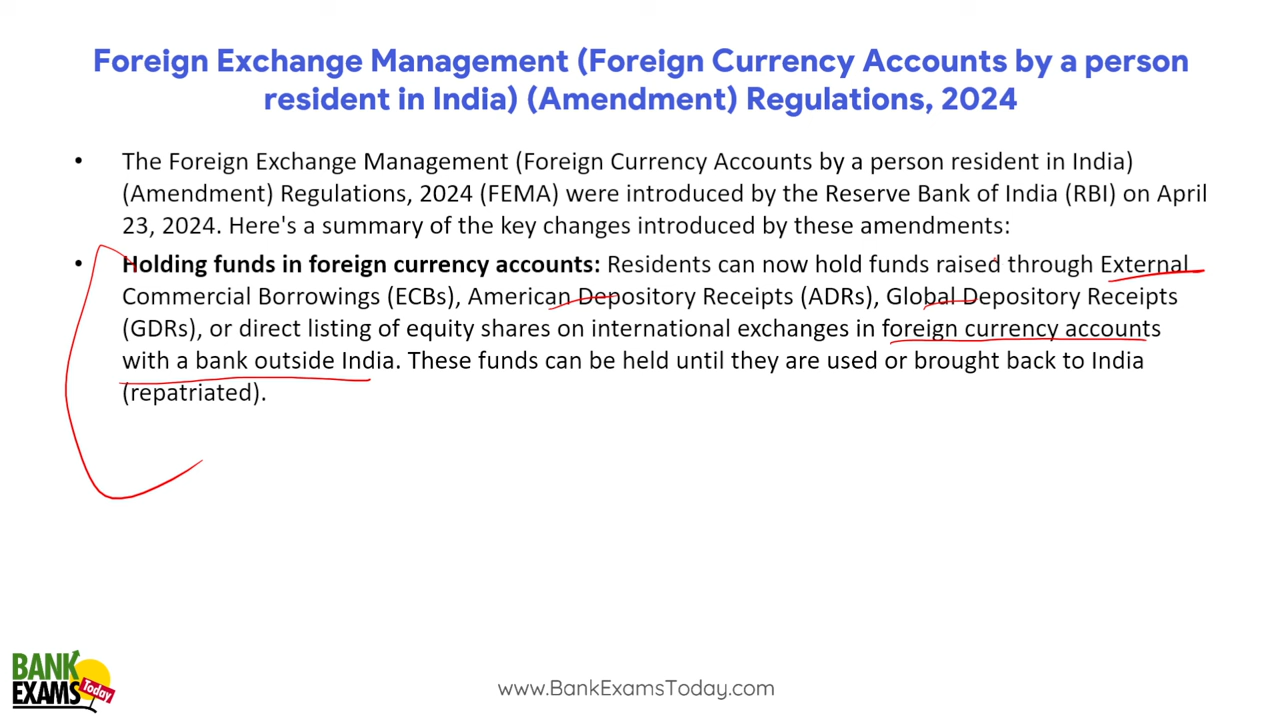 Foreign Exchange Management (Foreign Currency Accounts by a person
resident in India) (Amendment) Regulations, 2024
• The Foreign Exchange Management (Foreign Currency Accounts by a person resident in India)
(Amendment) Regulations, 2024 (FEMA) were introduced by the Reserve Bank of India (RBI) on April
23, 2024. Here's a summary of the key changes introduced by these amendments:
• Holding funds in foreign currency accounts: Residents can now hold funds raised through External
Commercial Borrowings (ECBs), American Depository Receipts (ADRs), Global Depository Receipts
(GDRs), or direct listing of equity shares on international exchanges in foreign currency accounts
with a bank outside India. These funds can be held until they are used or brought back to India
(repatriated).
BANK
EXAMS
Today
www.BankExamsToday.com